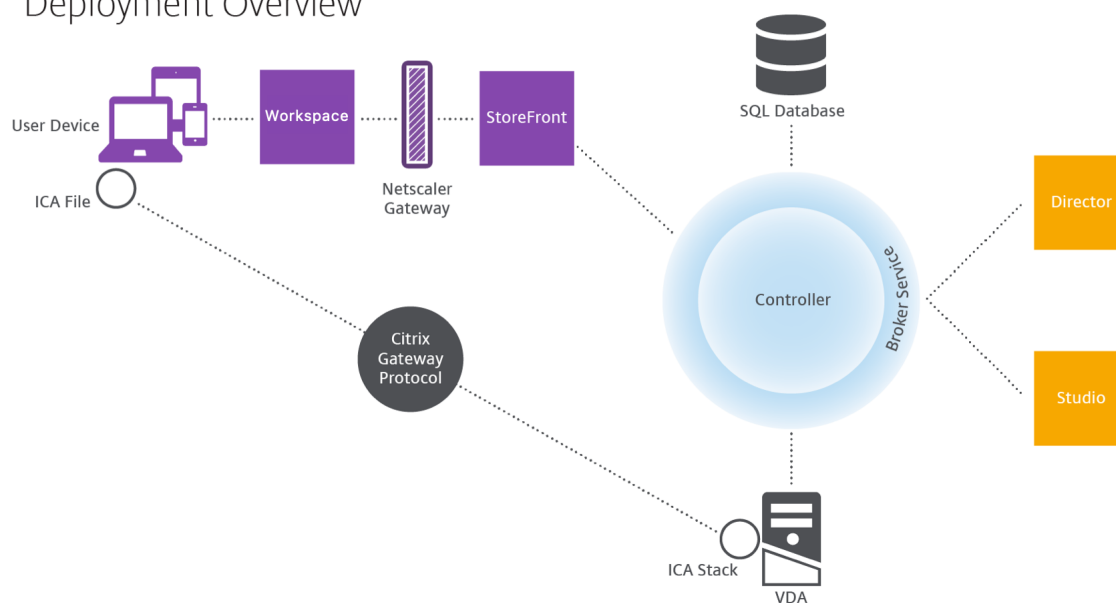 Deployment Overview
SQL Database
User Device
Workspace
StoreFront
Netscaler
Gateway
ICA File
Director
Controller
Broker Service
Citrix
Gateway
Protocol
Studio
ICA Stack
VDA